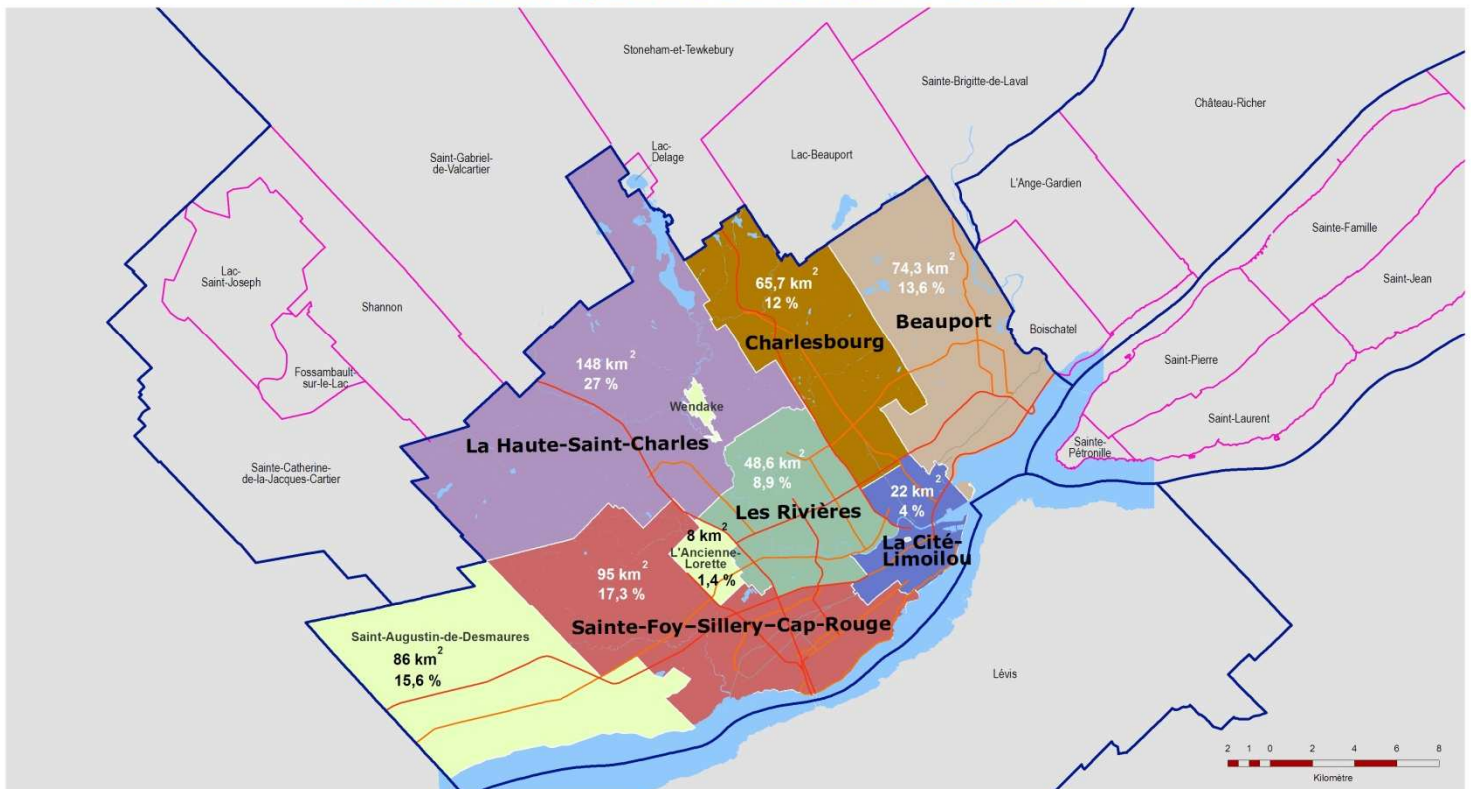 Stoneham-et-Tewkebury
Sainte-Brigitte-de-Laval
Château-Richer
Saint-Gabriel-
de-Valcartier
Lac-
Delage
Lac-Beauport
L'Ange-Gardien
Sainte-Famille
Lac-
Saint-Joseph
Shannon
65,7 km²
12 %
Charlesbourg
74,3 km²
13,6 %
Beauport
Boischatel
Saint-Jean
Fossambault-
sur-le-Lac
148 km²
27 %
Wendake
Saint-Pierre
Saint-Laurent
La Haute-Saint-Charles
Sainte-
Pétronille
Sainte-Catherine-
de-la-Jacques-Cartier
48,6 km²
8,9 %
Les Rivières
22 km²
4 %
La Cité-
Limoilou
8 km²
L'Ancienne-
Lorette
1,4 %
95 km²
17,3 %
Sainte-Foy–Sillery–Cap-Rouge
Saint-Augustin-de-Desmaures
86 km²
15,6 %
Lévis
2 1 0 2 4 6 8
Kilomètre